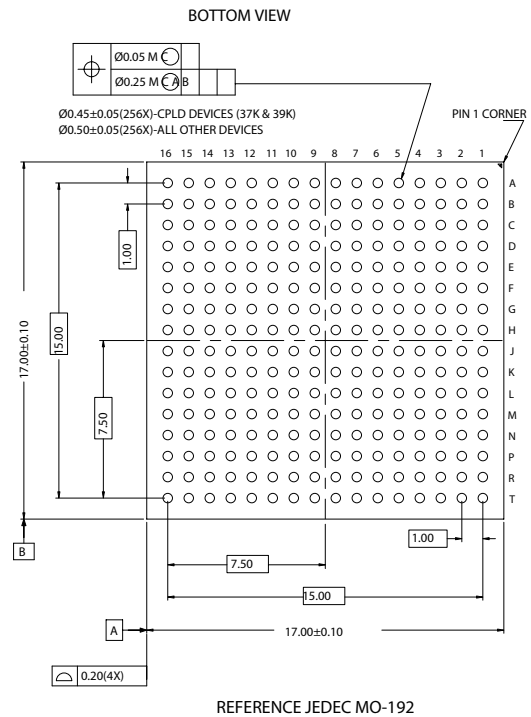 BOTTOM VIEW
Ø0.05 M C
Ø0.25 M C A B
Ø0.45±0.05(256X)-CPLD DEVICES (37K & 39K)
Ø0.50±0.05(256X)-ALL OTHER DEVICES
PIN 1 CORNER
16 15 14 13 12 11 10 9 8 7 6 5 4 3 2 1
A
B
C
D
E
F
G
H
J
K
L
M
N
P
R
T
1.00
15.00
17.00±0.10
7.50
B
1.00
7.50
15.00
A
17.00±0.10
0.20(4X)
REFERENCE JEDEC MO-192